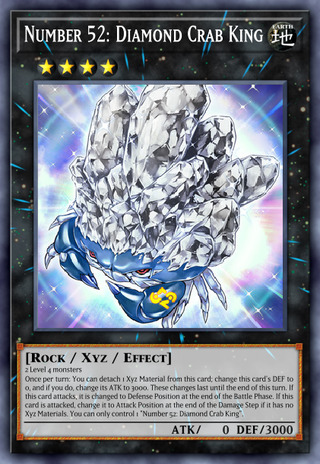 Number 52: Diamond Crab King
EARTH
地
52
[Rock / Xyz / Effect]
2 Level 4 monsters
Once per turn: You can detach 1 Xyz Material from this card; change this card's DEF to
0, and if you do, change its ATK to 3000. These changes last until the end of this turn. If
this card attacks, it is changed to Defense Position at the end of the Battle Phase. If this
card is attacked, change it to Attack Position at the end of the Damage Step if it has no
Xyz Materials. You can only control 1 "Number 52: Diamond Crab King".
ATK/ 0 DEF/3000